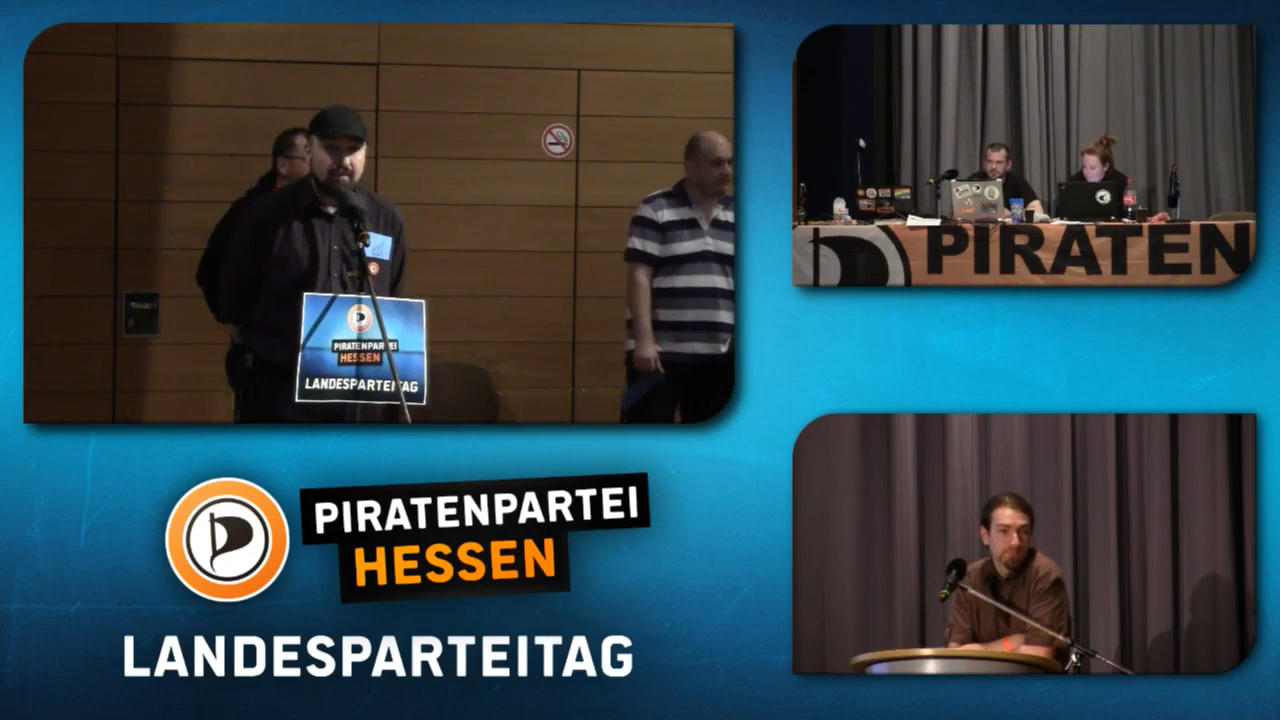 PIRATENPARTEI
HESSEN
LANDESPARTEITAG
PIRATEN
PIRATENPARTEI
HESSEN
LANDESPARTEITAG